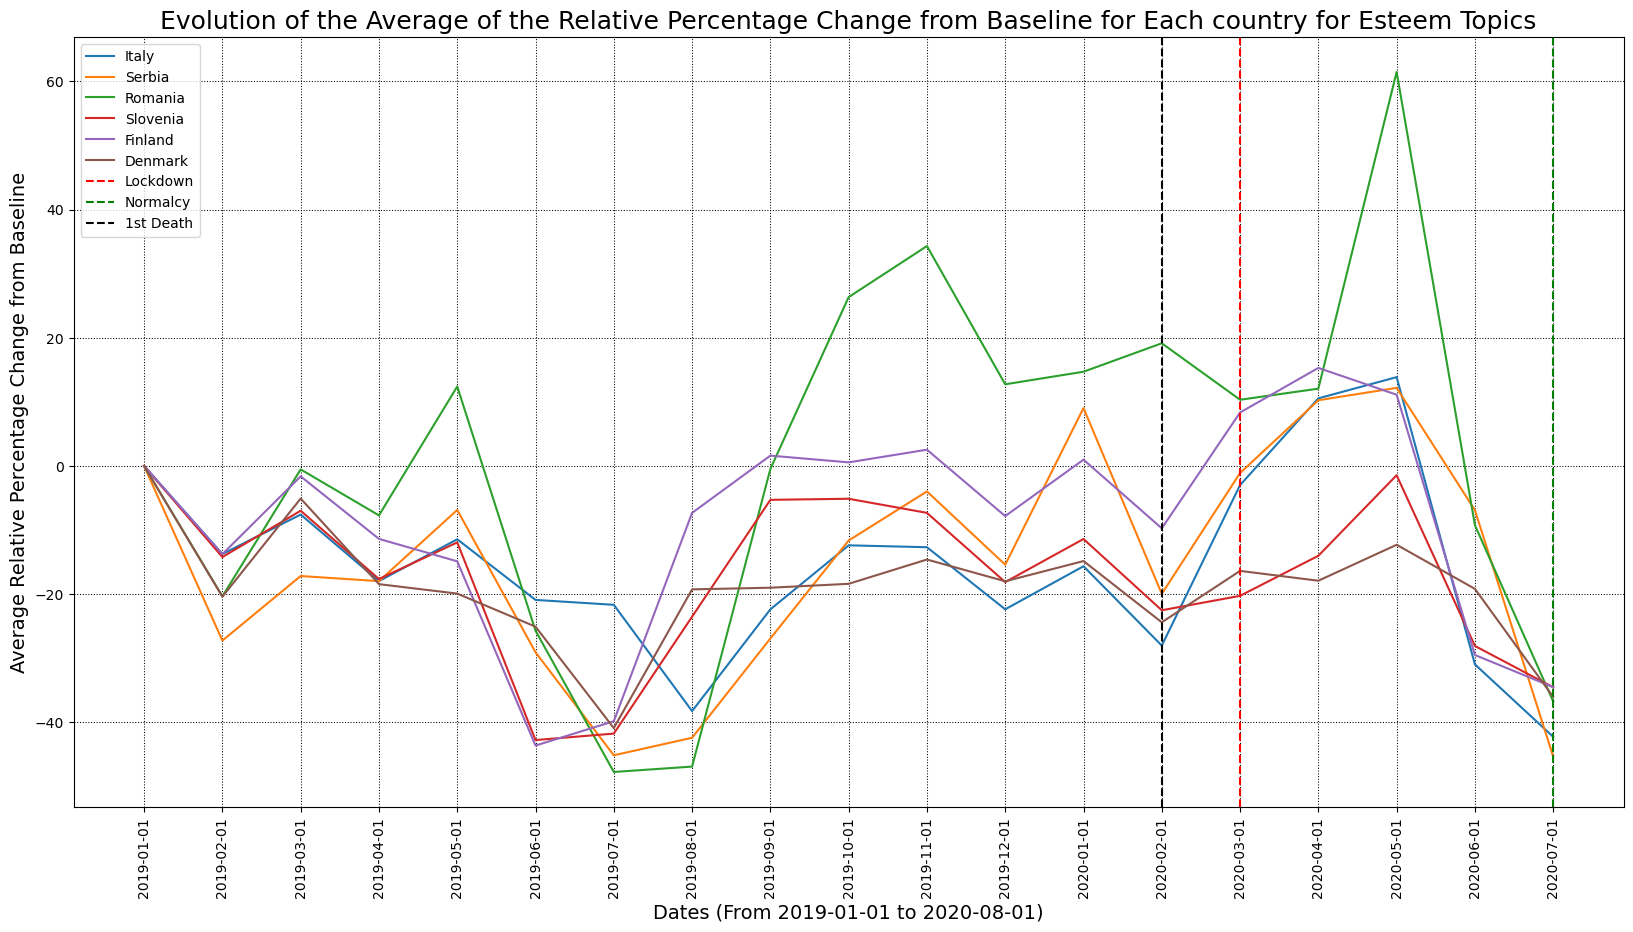 Evolution of the Average of the Relative Percentage Change from Baseline for Each country for Esteem Topics
Italy
Serbia
Romania
Slovenia
Finland
Denmark
Lockdown
Normalcy
1st Death
Average Relative Percentage Change from Baseline
60
40
20
0
−20
−40
2019-01-01
2019-02-01
2019-03-01
2019-04-01
2019-05-01
2019-06-01
2019-07-01
2019-08-01
2019-09-01
2019-10-01
2019-11-01
2019-12-01
2020-01-01
2020-02-01
2020-03-01
2020-04-01
2020-05-01
2020-06-01
2020-07-01
Dates (From 2019-01-01 to 2020-08-01)